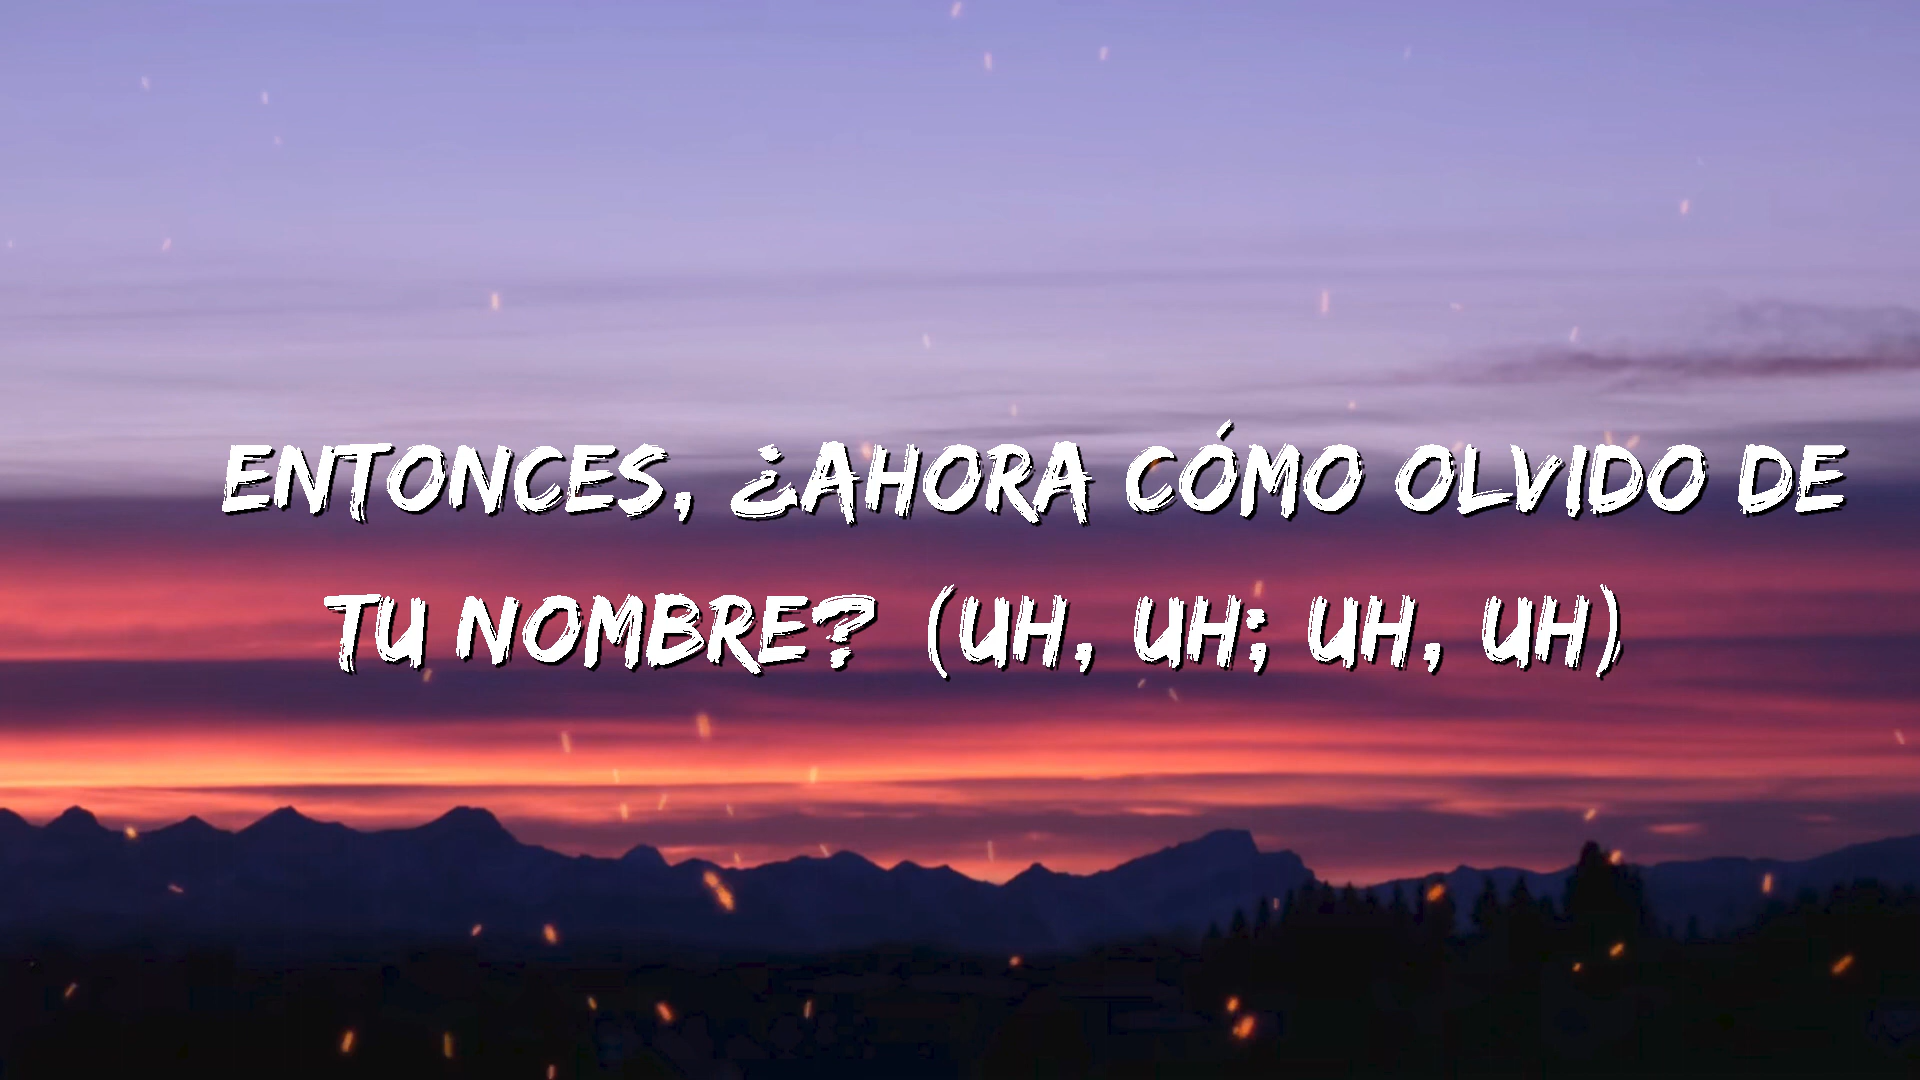 ENTONCES, ¿AHORA CÓMO OLVIDO DE
TU NOMBRE? (UH, UH; UH, UH)